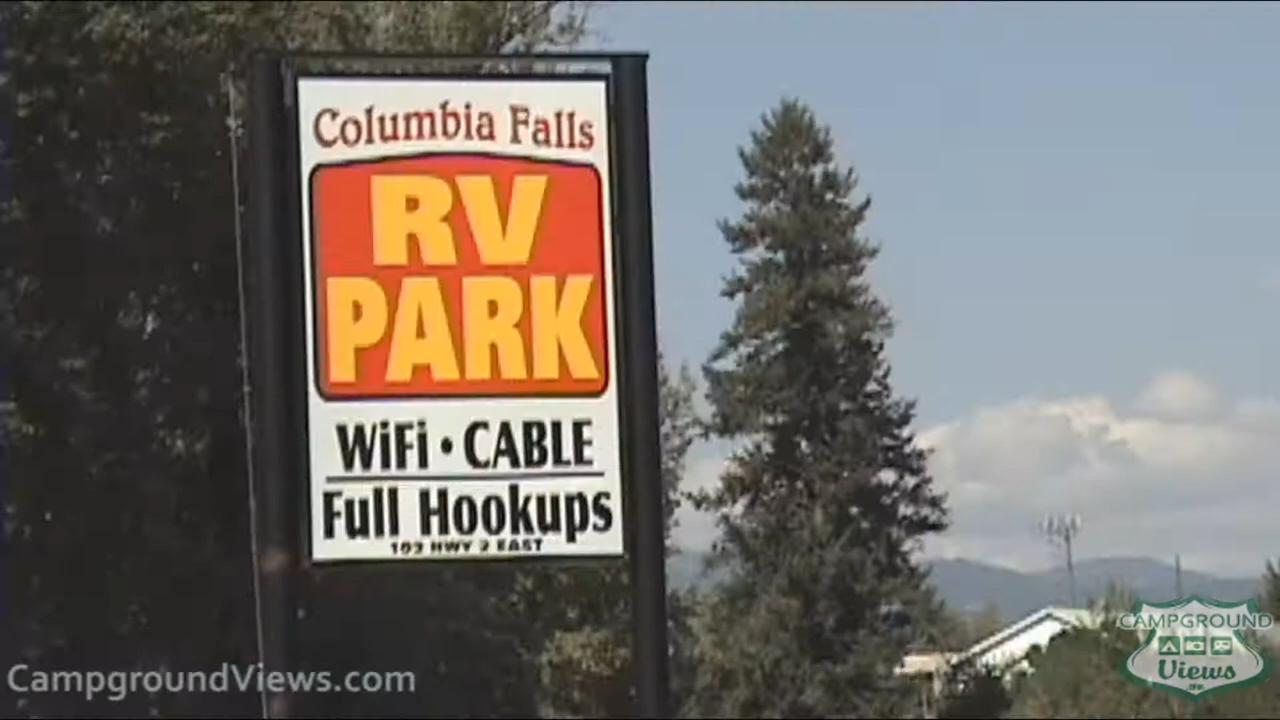 Columbia Falls
RV
PARK
WiFi • CABLE
Full Hookups
102 HWY 2 EAST
CampgroundViews.com
CAMPGROUND
Views